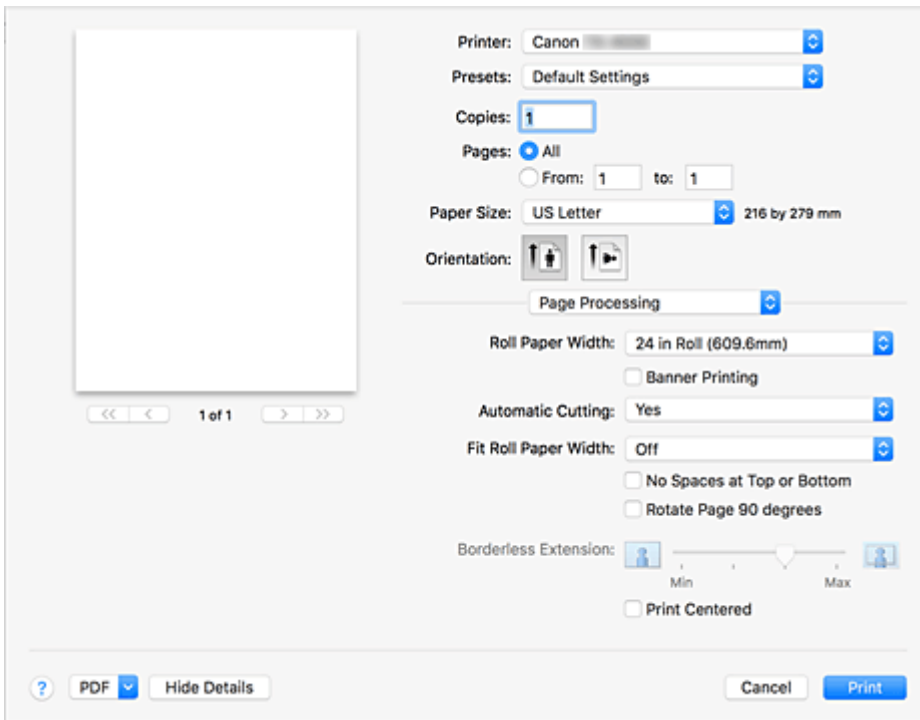 Printer: Canon
Presets: Default Settings
Copies: 1
Pages: All
From: 1 to: 1
Paper Size: US Letter 216 by 279 mm
Orientation:
Page Processing
Roll Paper Width: 24 in Roll (609.6mm)
Banner Printing
<< < 1 of 1 > >>
Automatic Cutting: Yes
Fit Roll Paper Width: Off
No Spaces at Top or Bottom
Rotate Page 90 degrees
Borderless Extension:
Min Max
Print Centered
? PDF Hide Details Cancel Print